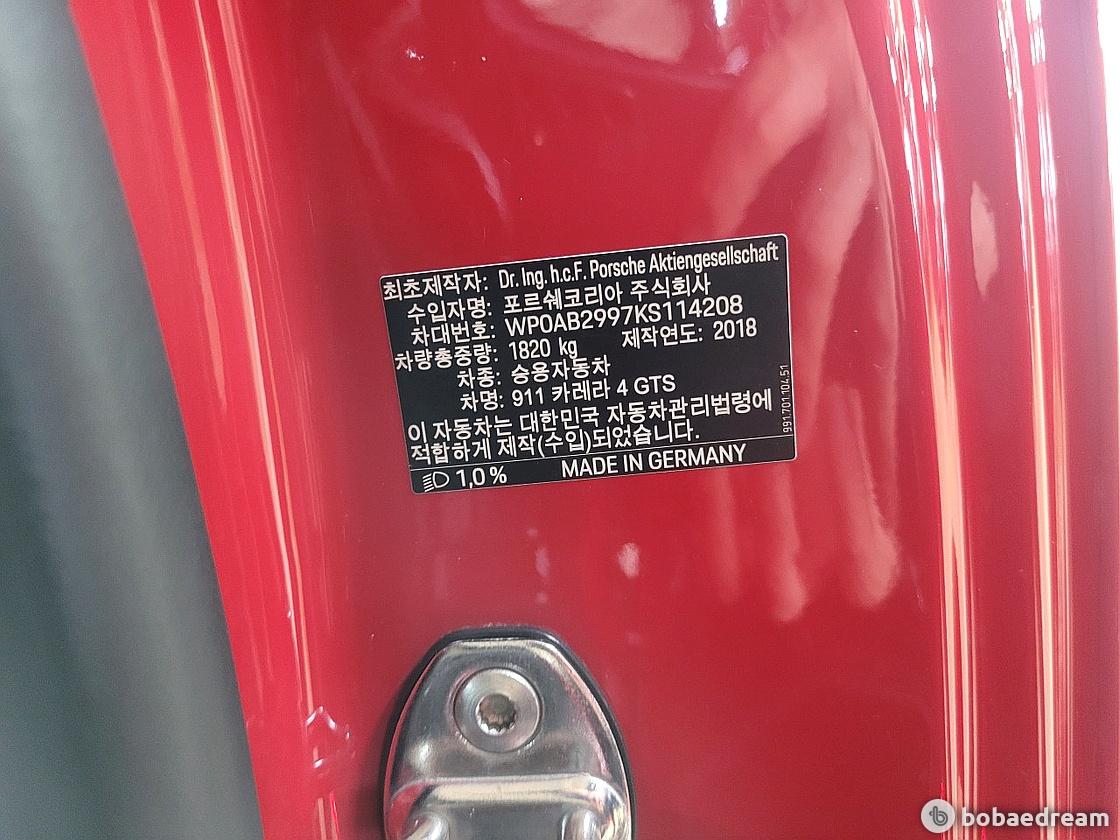 최초제작자: Dr. Ing. h.c.F. Porsche Aktiengesellschaft
수입자명: 포르쉐코리아 주식회사
차대번호: WP0AB2997KS114208
차량총중량: 1820 kg 제작연도: 2018
차종: 승용자동차
차명: 911 카레라 4 GTS
이 자동차는 대한민국 자동차관리법령에
적합하게 제작(수입)되었습니다.
1,0 % MADE IN GERMANY
991.701.104.51
bobaedream